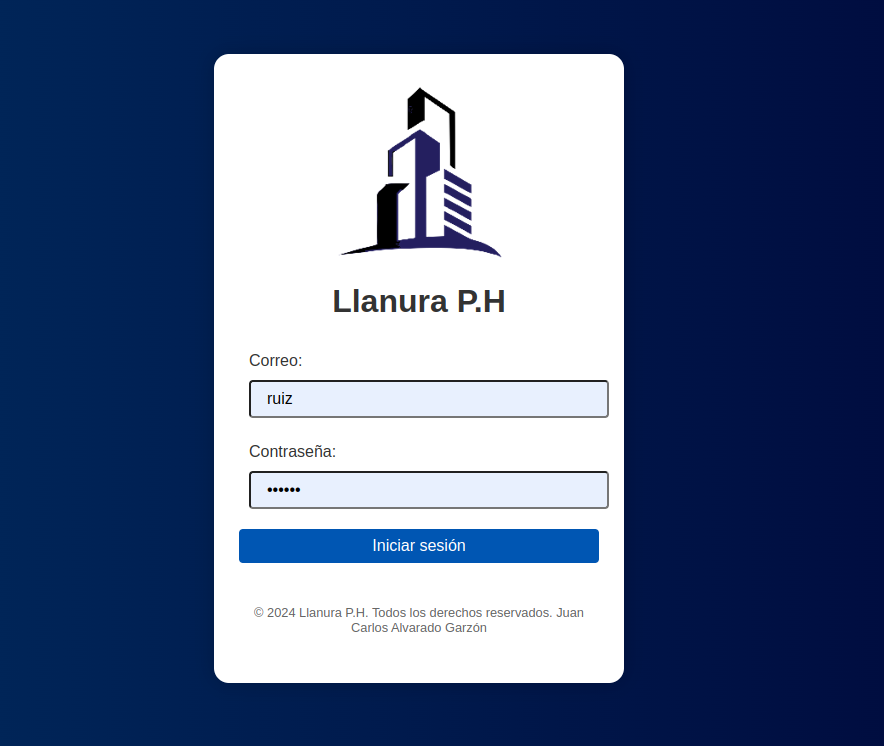 Llanura P.H
Correo:
ruiz
Contraseña:
••••••
Iniciar sesión
© 2024 Llanura P.H. Todos los derechos reservados. Juan
Carlos Alvarado Garzón